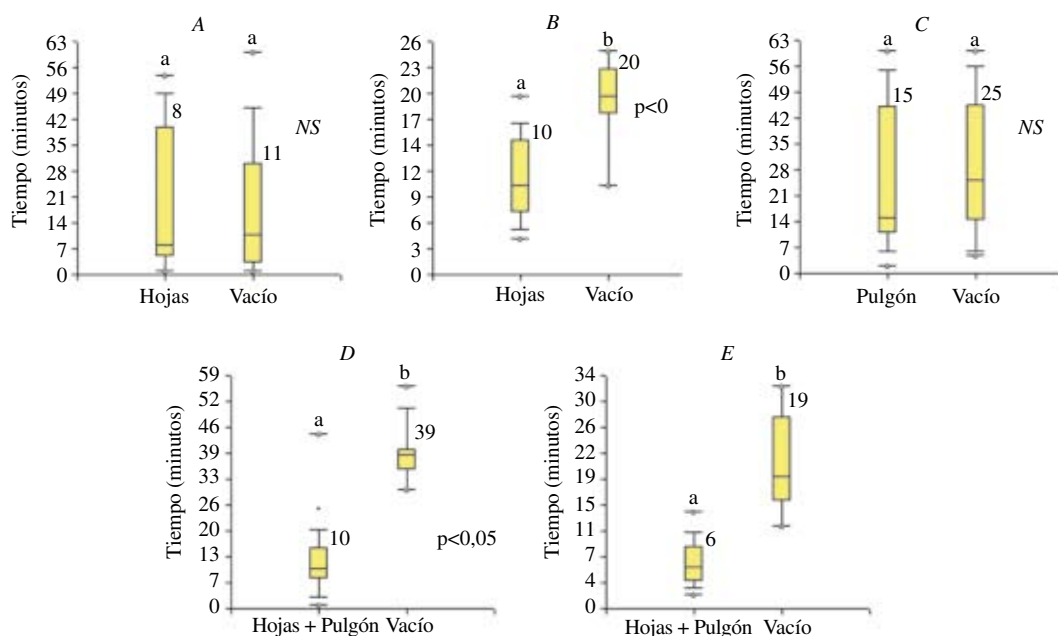 A
Tiempo (minutos)
63
56
49
42
35
28
21
14
7
0
a
8
a
11
NS
Hojas
Vacío
B
Tiempo (minutos)
26
23
20
17
14
12
9
6
3
0
a
10
b
20
p<0
Hojas
Vacío
C
Tiempo (minutos)
63
56
49
42
35
28
21
14
7
0
a
15
a
25
NS
Pulgón
Vacío
D
Tiempo (minutos)
59
52
46
39
33
26
20
13
7
0
a
10
b
39
p<0,05
Hojas + Pulgón
Vacío
E
Tiempo (minutos)
34
30
26
22
19
15
11
7
4
0
a
6
b
19
Hojas + Pulgón
Vacío